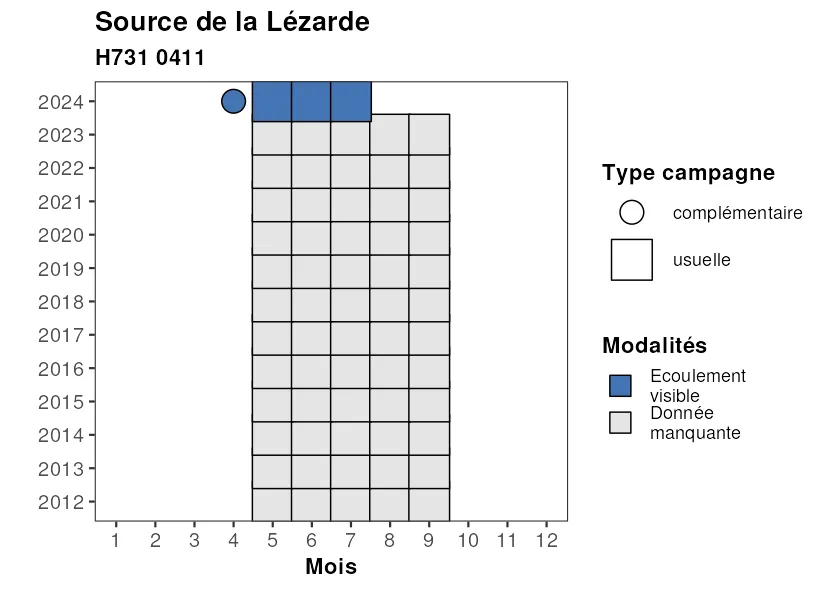 Source de la Lézarde
H731 0411
2024
2023
2022
2021
2020
2019
2018
2017
2016
2015
2014
2013
2012
1 2 3 4 5 6 7 8 9 10 11 12
Mois
Type campagne
complémentaire
usuelle
Modalités
Ecoulement
visible
Donnée
manquante